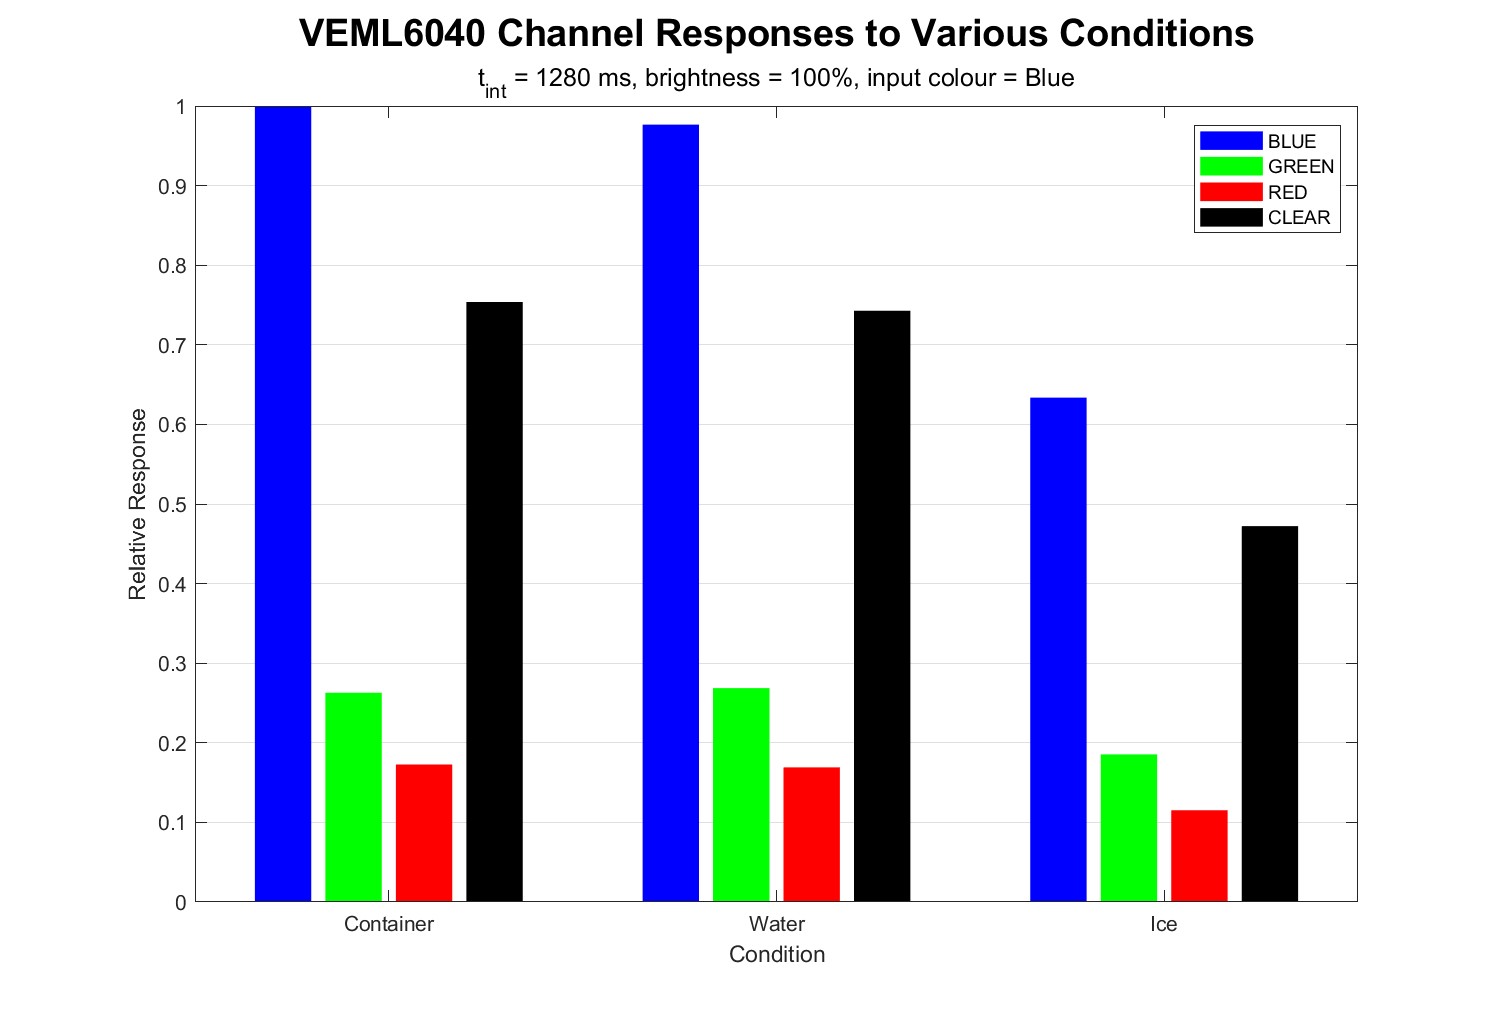 VEML6040 Channel Responses to Various Conditions
t_int = 1280 ms, brightness = 100%, input colour = Blue
1
0.9
0.8
0.7
0.6
0.5
0.4
0.3
0.2
0.1
0
Relative Response
BLUE
GREEN
RED
CLEAR
Container Water Ice
Condition